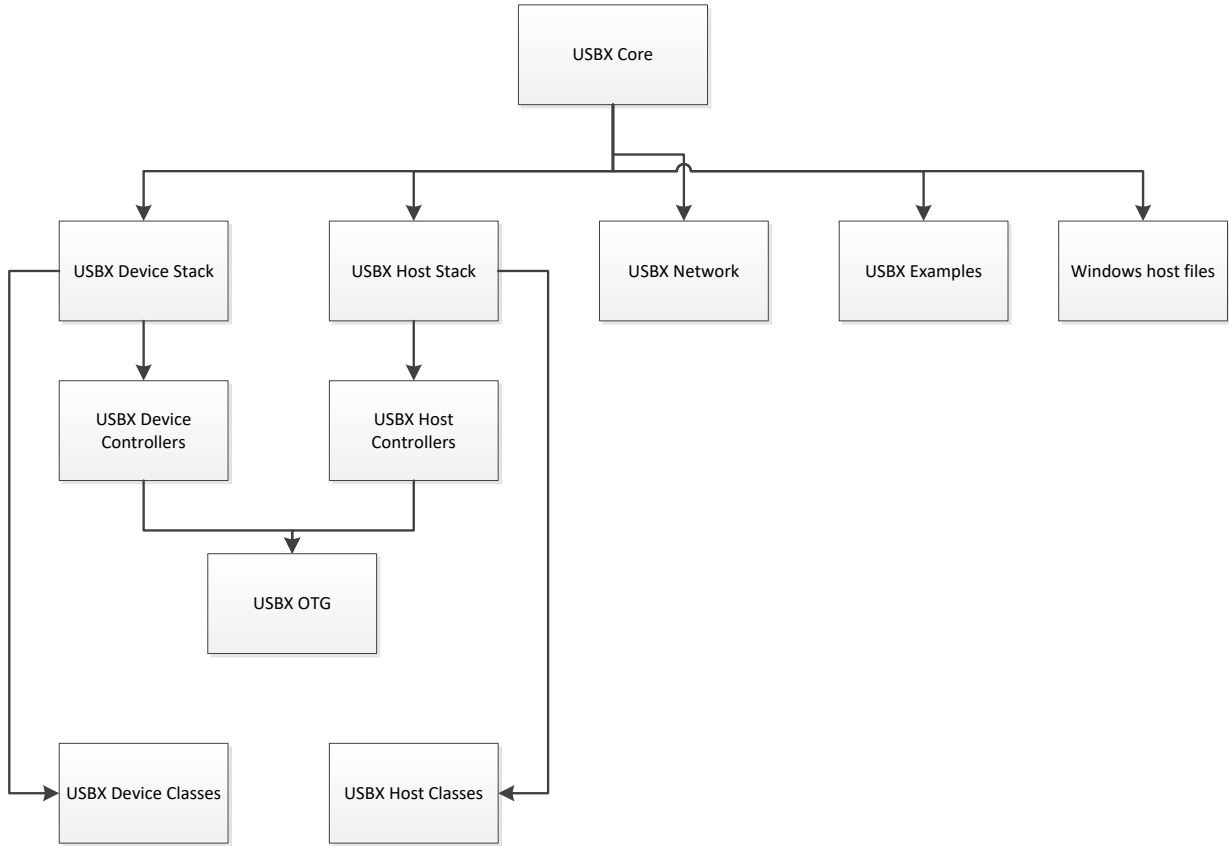 USBX Core
USBX Device Stack
USBX Host Stack
USBX Network
USBX Examples
Windows host files
USBX Device
Controllers
USBX Host
Controllers
USBX OTG
USBX Device Classes
USBX Host Classes